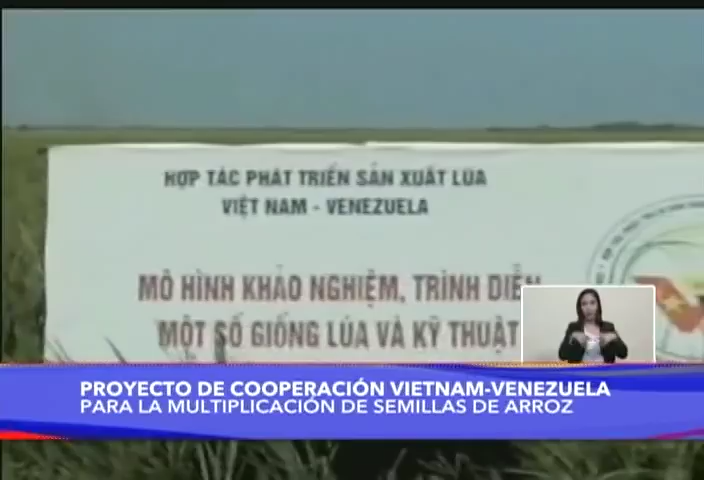 HỢP TÁC PHÁT TRIỂN SẢN XUẤT LÚA
VIỆT NAM - VENEZUELA
MÔ HÌNH KHẢO NGHIỆM, TRÌNH DIỄN
MỘT SỐ GIỐNG LÚA VÀ KỸ THUẬT
PROYECTO DE COOPERACIÓN VIETNAM-VENEZUELA
PARA LA MULTIPLICACIÓN DE SEMILLAS DE ARROZ